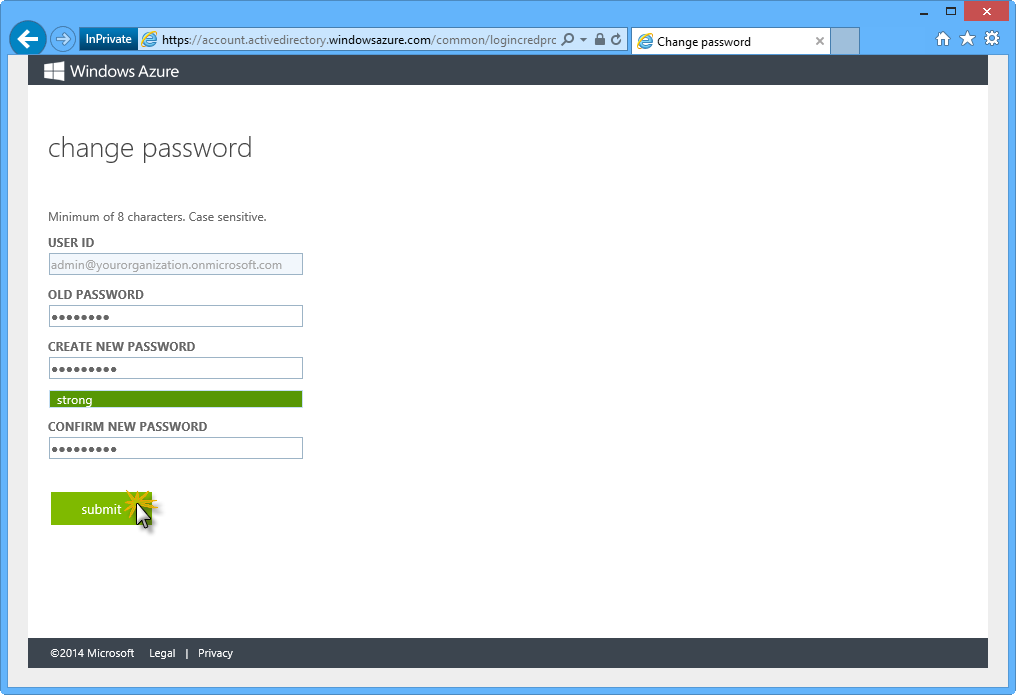 InPrivate https://account.activedirectory.windowsazure.com/common/logincredprc Change password
Windows Azure
change password
Minimum of 8 characters. Case sensitive.
USER ID
admin@yourorganization.onmicrosoft.com
OLD PASSWORD
••••••••
CREATE NEW PASSWORD
•••••••••
strong
CONFIRM NEW PASSWORD
•••••••••
submit
©2014 Microsoft Legal | Privacy